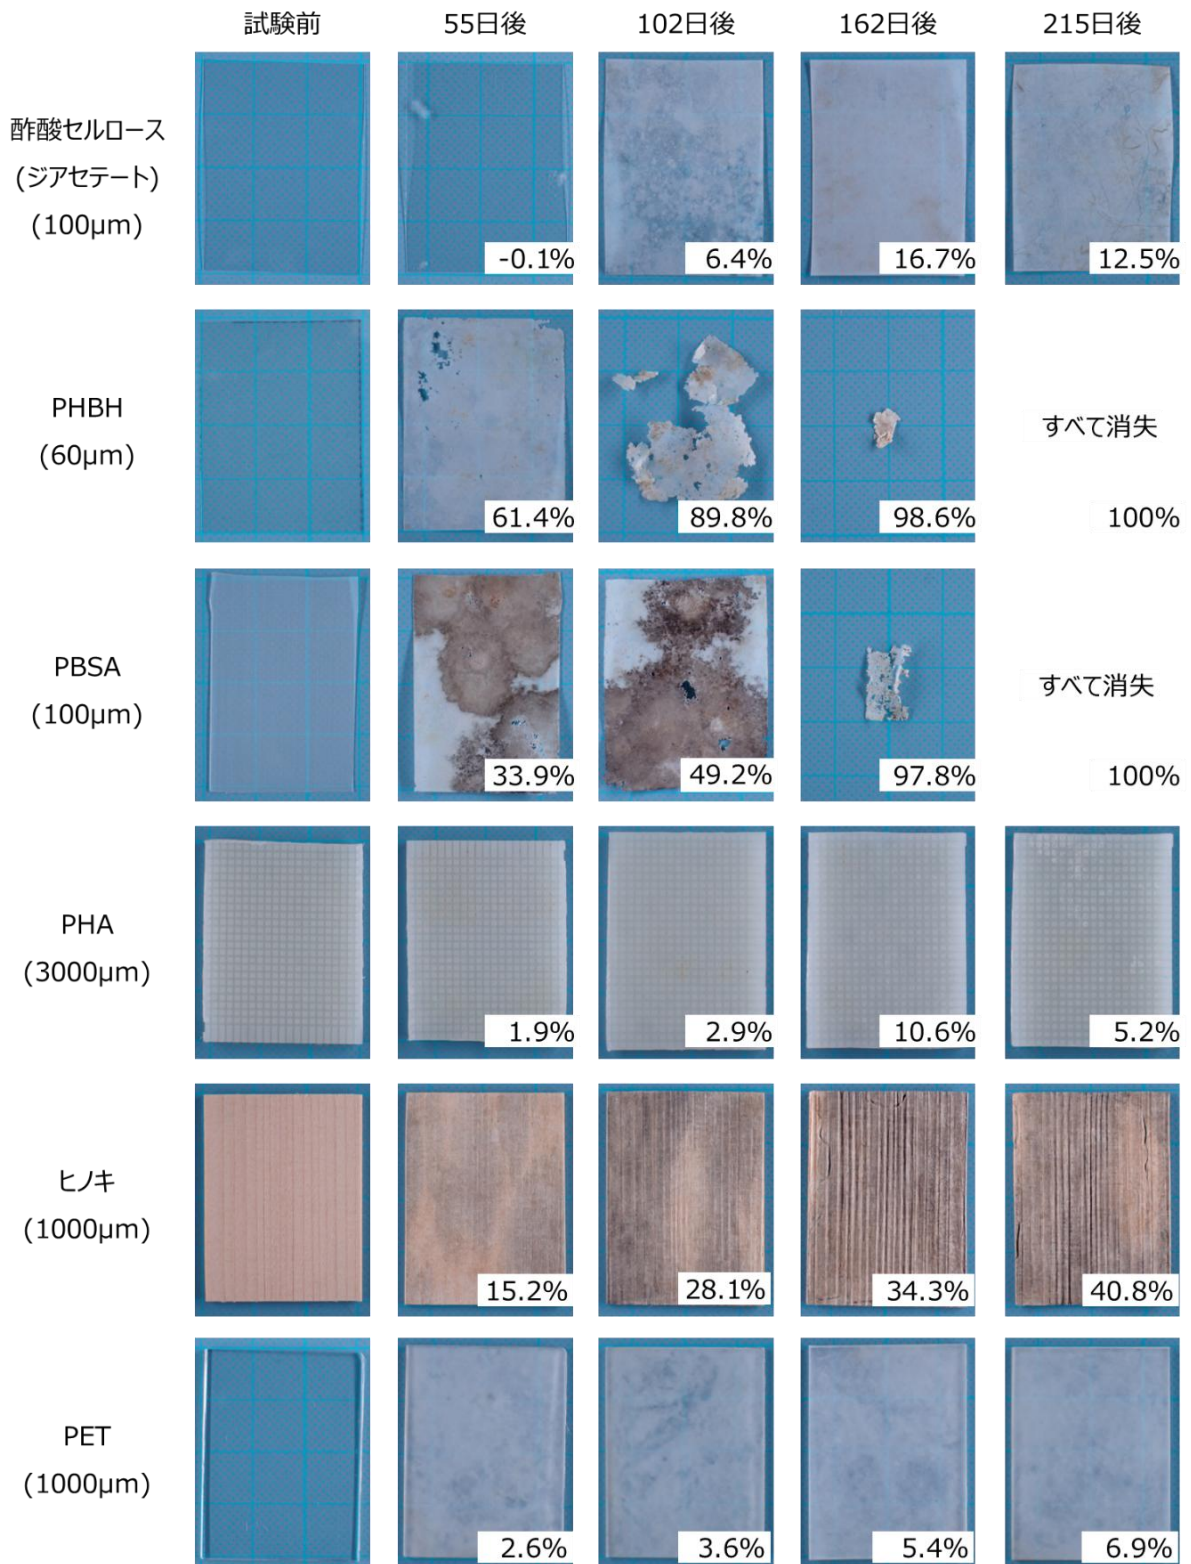 試験前 55日後 102日後 162日後 215日後
酢酸セルロース
(ジアセテート)
(100μm)
-0.1% 6.4% 16.7% 12.5%
PHBH
(60μm)
すべて消失
61.4% 89.8% 98.6% 100%
PBSA
(100μm)
すべて消失
33.9% 49.2% 97.8% 100%
PHA
(3000μm)
1.9% 2.9% 10.6% 5.2%
ヒノキ
(1000μm)
15.2% 28.1% 34.3% 40.8%
PET
(1000μm)
2.6% 3.6% 5.4% 6.9%